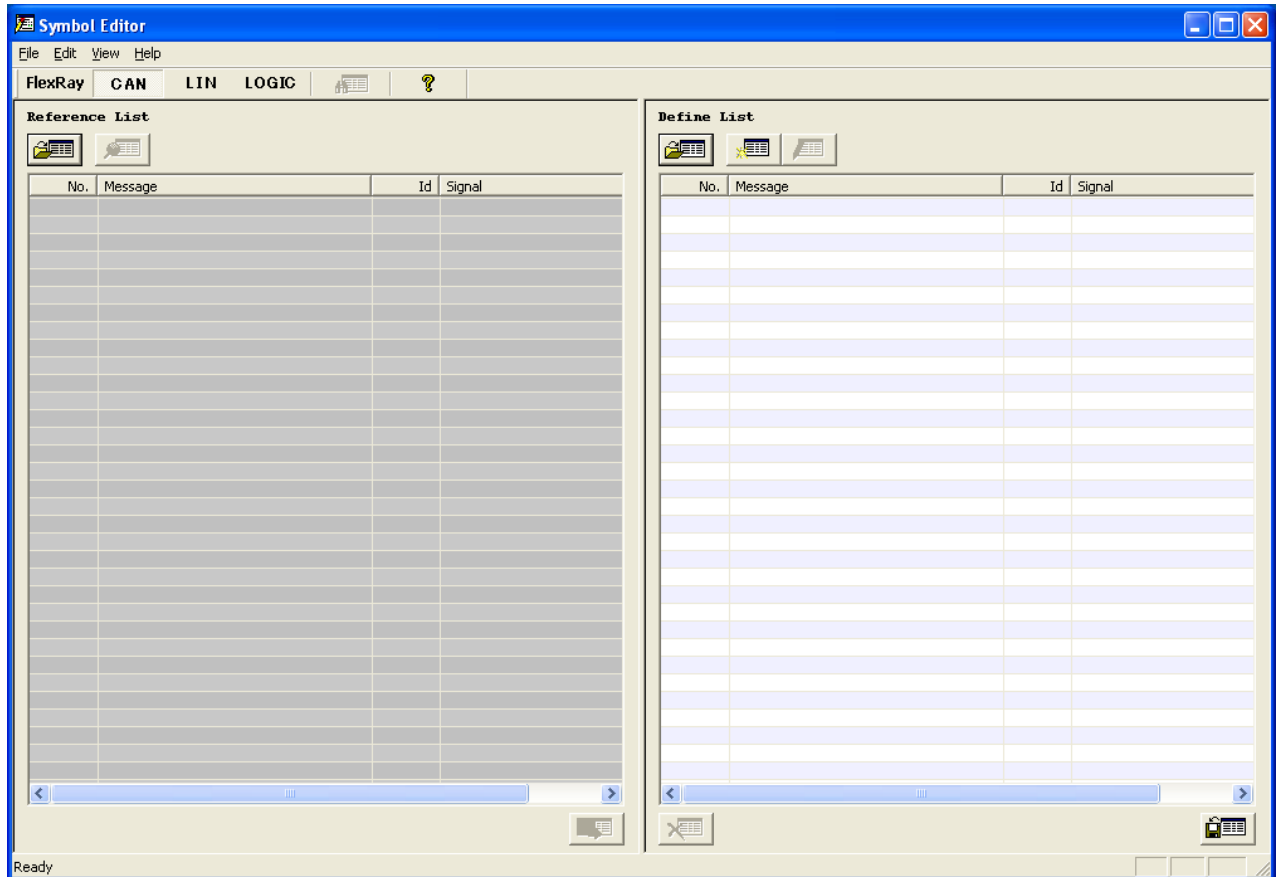 Symbol Editor
File Edit View Help
FlexRay CAN LIN LOGIC
Reference List
No. Message Id Signal
Define List
No. Message Id Signal
Ready